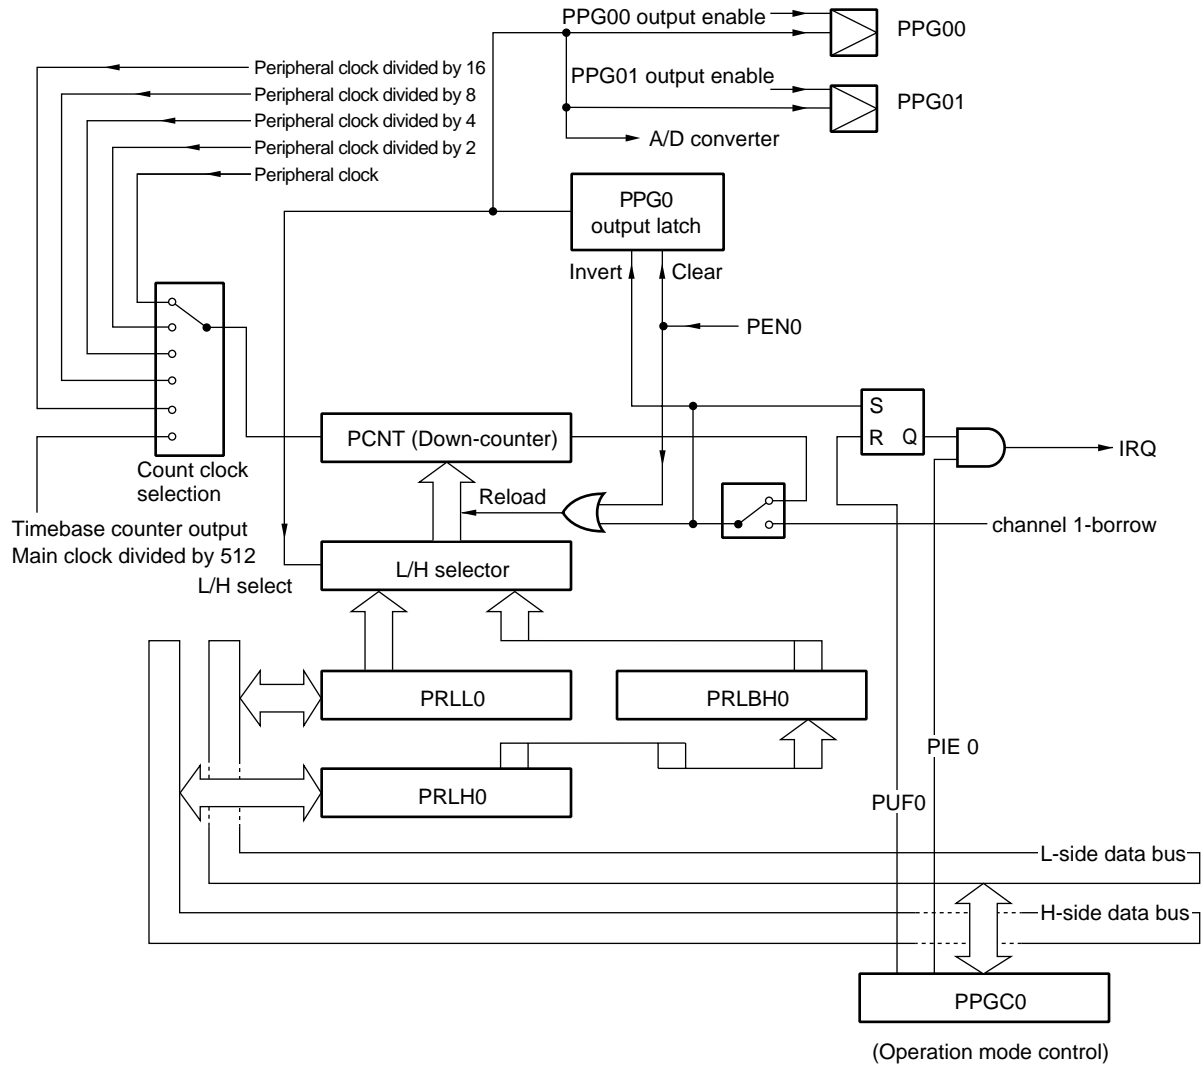 PPG00 output enable
PPG00
Peripheral clock divided by 16
PPG01 output enable
Peripheral clock divided by 8
PPG01
Peripheral clock divided by 4
A/D converter
Peripheral clock divided by 2
Peripheral clock
PPG0
output latch
Invert
Clear
PEN0
S
R
Q
PCNT (Down-counter)
IRQ
Count clock
selection
Reload
Timebase counter output
Main clock divided by 512
channel 1-borrow
L/H selector
L/H select
PRLL0
PRLBH0
PIE 0
PRLH0
PUF0
L-side data bus
H-side data bus
PPGC0
(Operation mode control)